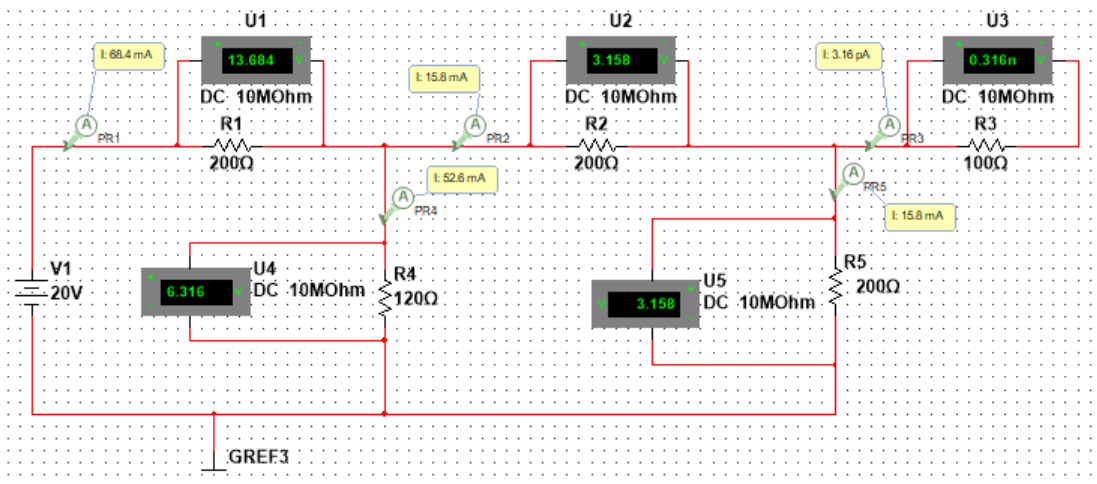 U1
U2
U3
I: 68.4 mA
13.684 V
I: 15.8 mA
3.158 V
I: 3.16 pA
0.316n V
DC 10MOhm
DC 10MOhm
DC 10MOhm
A
PR1
R1
200Ω
A
PR2
R2
200Ω
A
PR3
R3
100Ω
I: 52.6 mA
A
PR4
A
PR5
I: 15.8 mA
V1
20V
U4
6.316 V
DC 10MOhm
R4
120Ω
U5
V 3.158
DC 10MOhm
R5
200Ω
GREF3